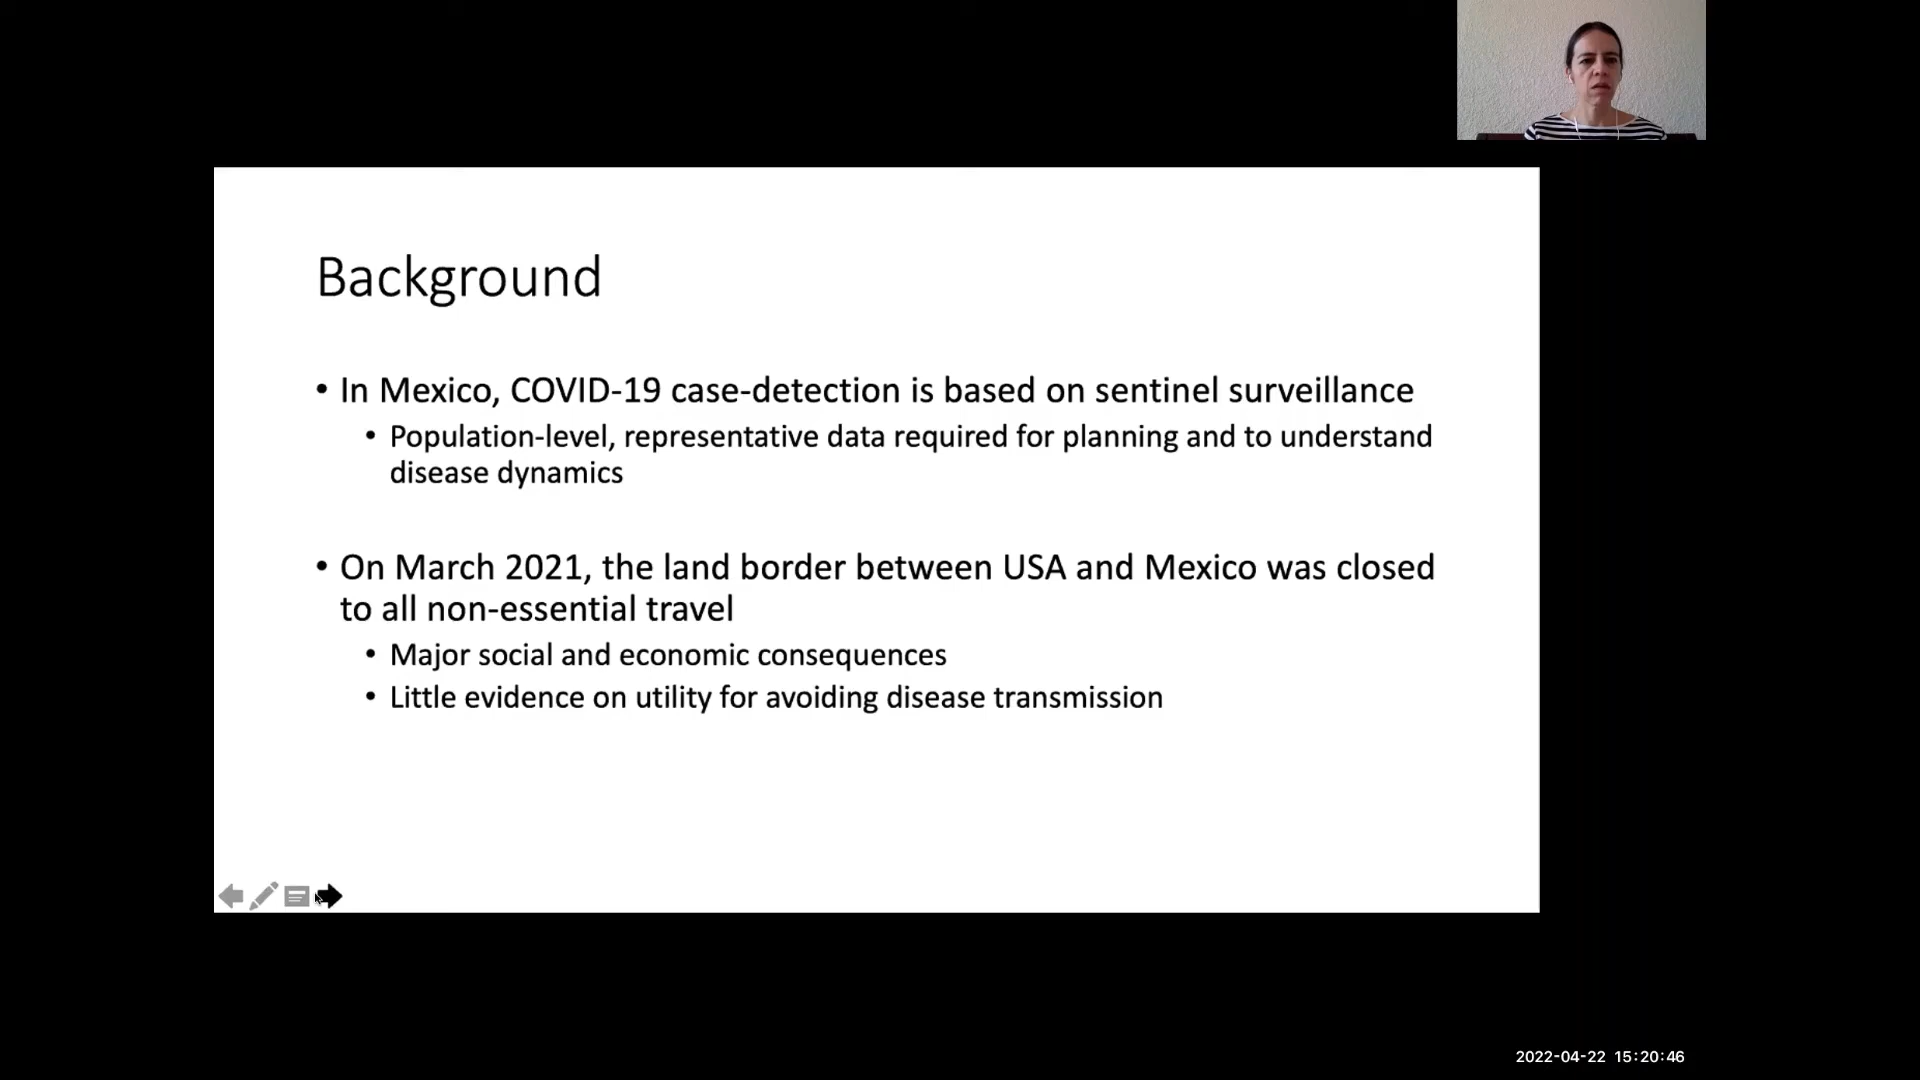 Background
• In Mexico, COVID-19 case-detection is based on sentinel surveillance
• Population-level, representative data required for planning and to understand
disease dynamics
• On March 2021, the land border between USA and Mexico was closed
to all non-essential travel
• Major social and economic consequences
• Little evidence on utility for avoiding disease transmission
2022-04-22 15:20:46